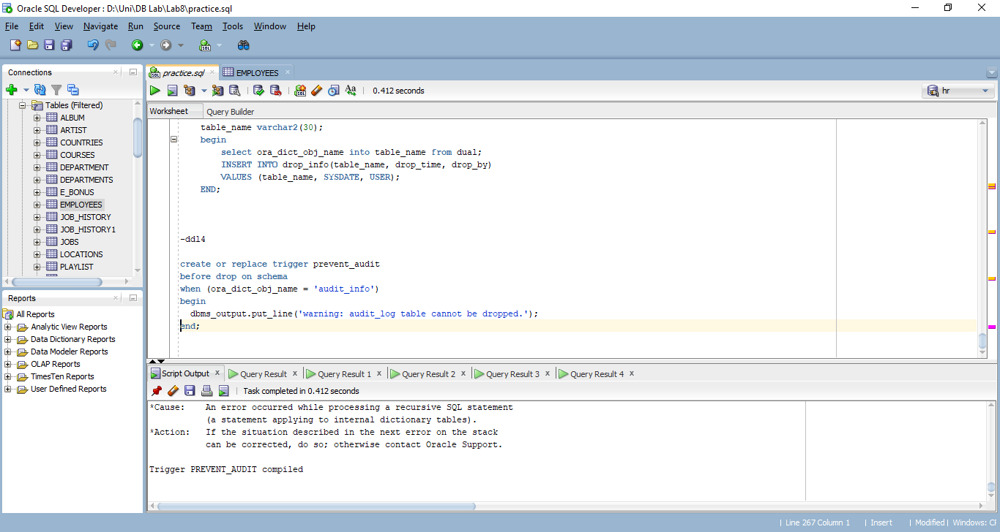 Oracle SQL Developer : D:\Uni\DB Lab\Lab8\practice.sql
File Edit View Navigate Run Source Team Tools Window Help
Connections
Tables (Filtered)
ALBUM
ARTIST
COUNTRIES
COURSES
DEPARTMENT
DEPARTMENTS
E_BONUS
EMPLOYEES
JOB_HISTORY
JOB_HISTORY1
JOBS
LOCATIONS
PLAYLIST
Reports
All Reports
Analytic View Reports
Data Dictionary Reports
Data Modeler Reports
OLAP Reports
TimesTen Reports
User Defined Reports
practice.sql EMPLOYEES
0.412 seconds hr
Worksheet Query Builder
table_name varchar2(30);
begin
select ora_dict_obj_name into table_name from dual;
INSERT INTO drop_info(table_name, drop_time, drop_by)
VALUES (table_name, SYSDATE, USER);
END;
-ddl4
create or replace trigger prevent_audit
before drop on schema
when (ora_dict_obj_name = 'audit_info')
begin
dbms_output.put_line('warning: audit_log table cannot be dropped.');
end;
Script Output Query Result Query Result 1 Query Result 2 Query Result 3 Query Result 4
Task completed in 0.412 seconds
*Cause: An error occurred while processing a recursive SQL statement
(a statement applying to internal dictionary tables).
*Action: If the situation described in the next error on the stack
can be corrected, do so; otherwise contact Oracle Support.
Trigger PREVENT_AUDIT compiled
Line 267 Column 1 | Insert | Modified | Windows: